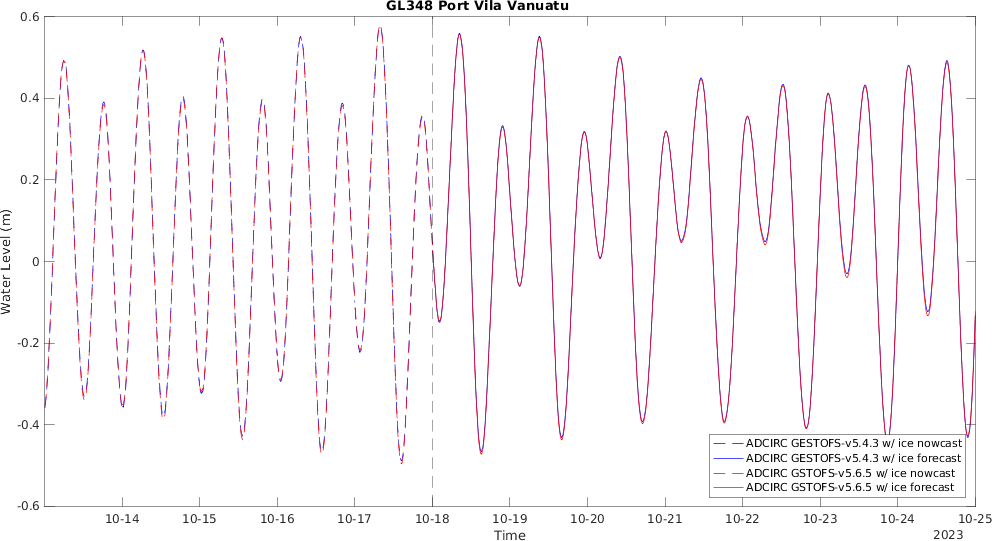 GL348 Port Vila Vanuatu
0.6
0.4
0.2
0
-0.2
-0.4
-0.6
Water Level (m)
10-14 10-15 10-16 10-17 10-18 10-19 10-20 10-21 10-22 10-23 10-24 10-25
Time
2023
ADCIRC GESTOFS-v5.4.3 w/ ice nowcast
ADCIRC GESTOFS-v5.4.3 w/ ice forecast
ADCIRC GSTOFS-v5.6.5 w/ ice nowcast
ADCIRC GSTOFS-v5.6.5 w/ ice forecast